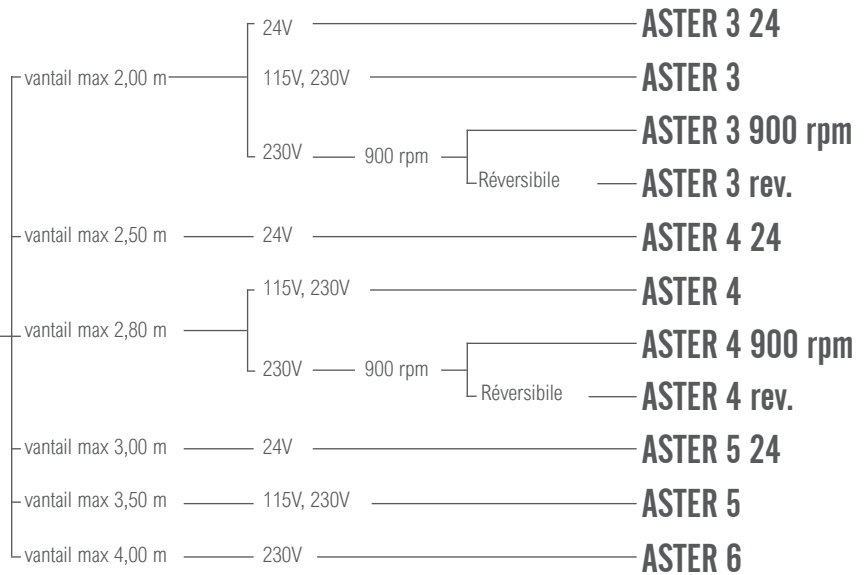 24V ASTER 3 24
vantail max 2,00 m 115V, 230V ASTER 3
ASTER 3 900 rpm
230V 900 rpm
Réversibile ASTER 3 rev.
vantail max 2,50 m 24V ASTER 4 24
115V, 230V ASTER 4
vantail max 2,80 m
ASTER 4 900 rpm
230V 900 rpm
Réversibile ASTER 4 rev.
vantail max 3,00 m 24V ASTER 5 24
vantail max 3,50 m 115V, 230V ASTER 5
vantail max 4,00 m 230V ASTER 6